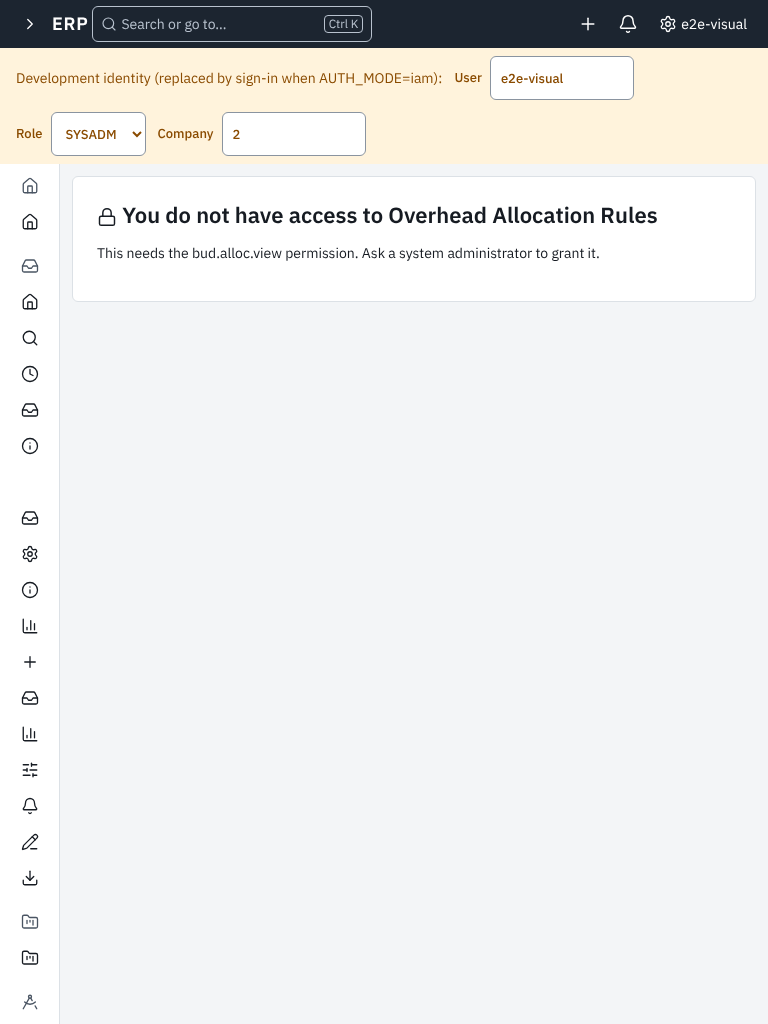 ERP Search or go to... Ctrl K e2e-visual
Development identity (replaced by sign-in when AUTH_MODE=iam): User e2e-visual
Role SYSADM Company 2
You do not have access to Overhead Allocation Rules
This needs the bud.alloc.view permission. Ask a system administrator to grant it.